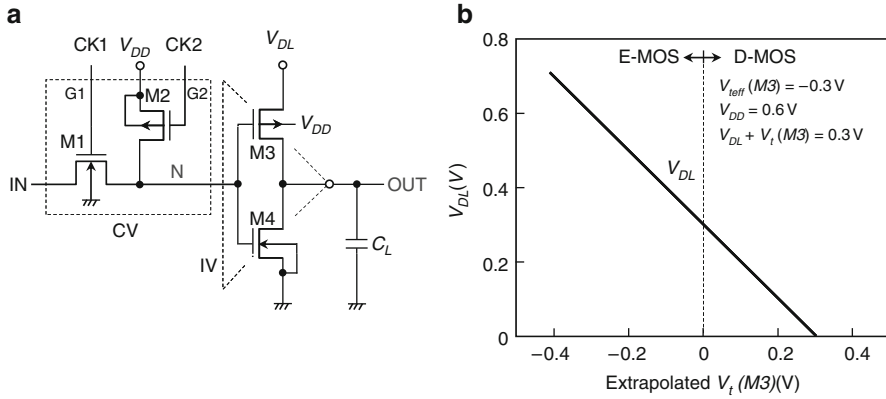 a
CK1
V_DD
CK2
V_DL
G1
M2
G2
M1
V_DD
M3
IN
N
OUT
CV
M4
IV
C_L
b
0.8
0.6
0.4
0.2
0
E-MOS
D-MOS
V_teff (M3) = −0.3 V
V_DD = 0.6 V
V_DL + V_t (M3) = 0.3 V
V_DL
V_DL(V)
−0.4
−0.2
0
0.2
0.4
Extrapolated V_t (M3)(V)